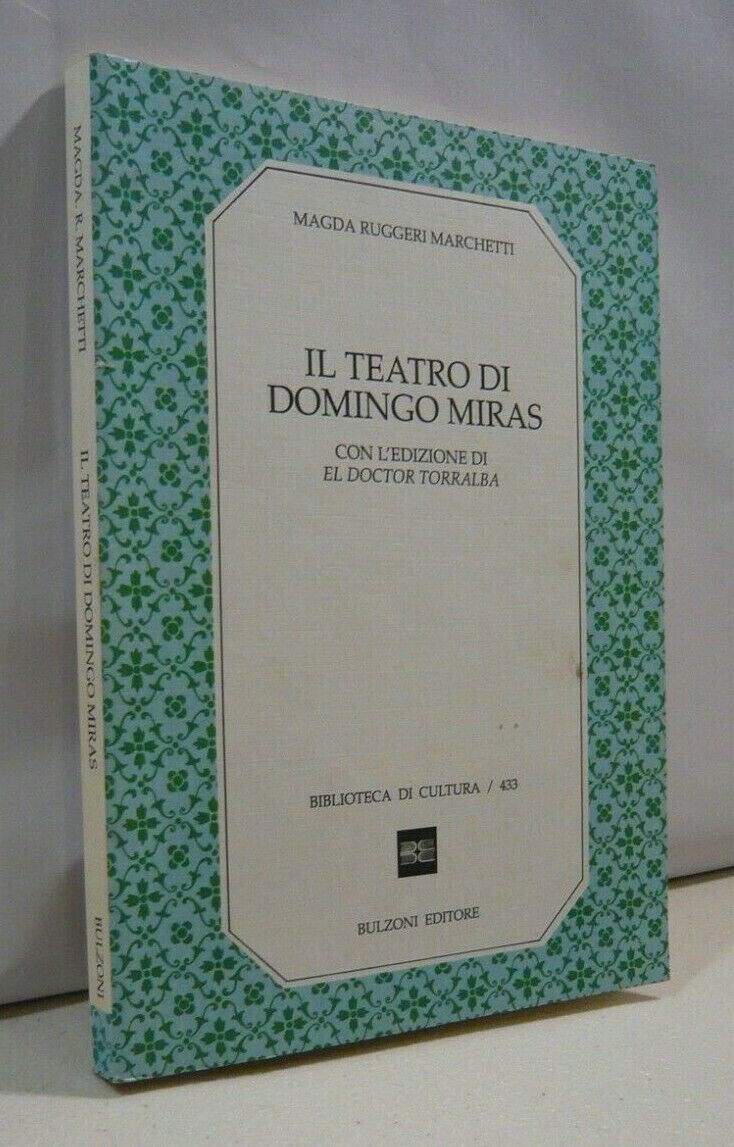 MAGDA R. MARCHETTI
IL TEATRO DI DOMINGO MIRAS
BULZONI
MAGDA RUGGERI MARCHETTI
IL TEATRO DI
DOMINGO MIRAS
CON L'EDIZIONE DI
EL DOCTOR TORRALBA
BIBLIOTECA DI CULTURA / 433
BE
BULZONI EDITORE